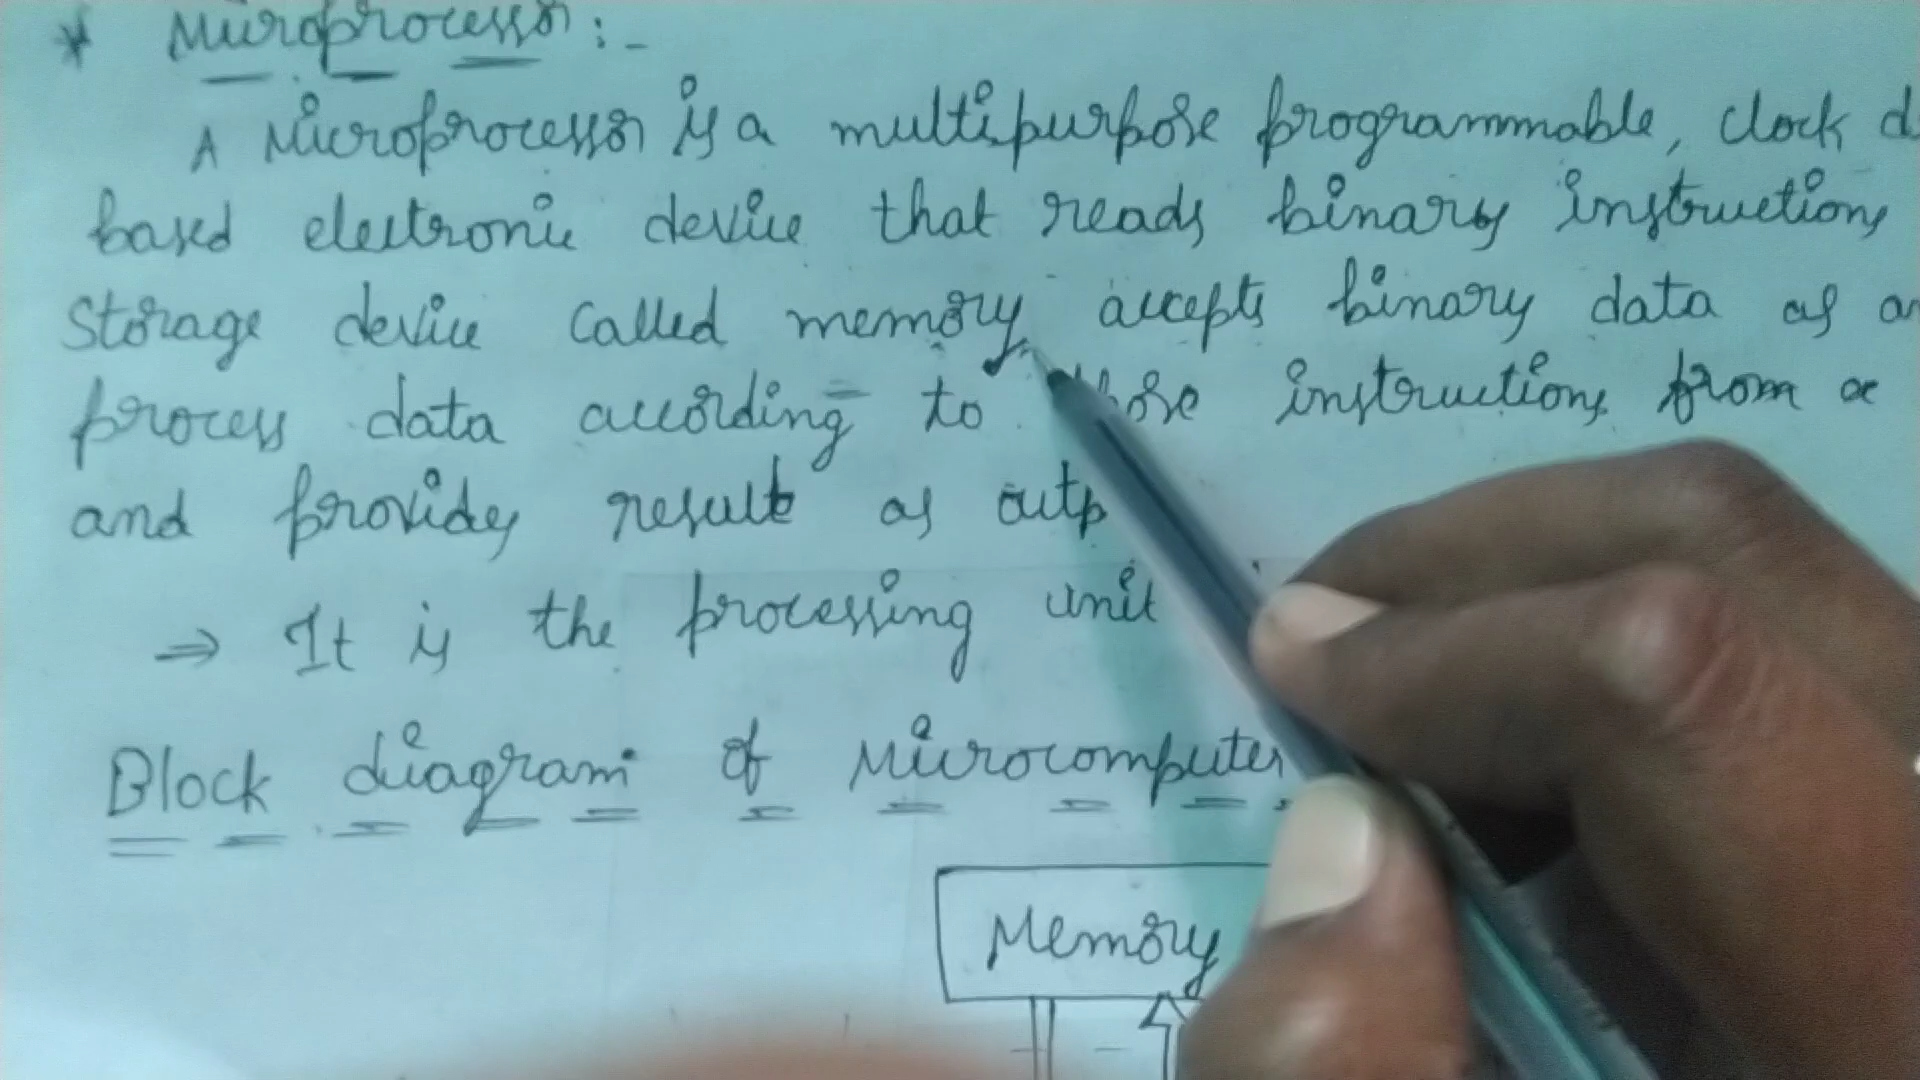 * Microprocessor :-
A Microprocessor is a multipurpose programmable, clock
based electronic device that reads binary instructions
Storage device called memory accepts binary data as
process data according to those instructions from
and provides result as outp
⇒ It is the processing unit
Block diagram of Microcomputer
Memory